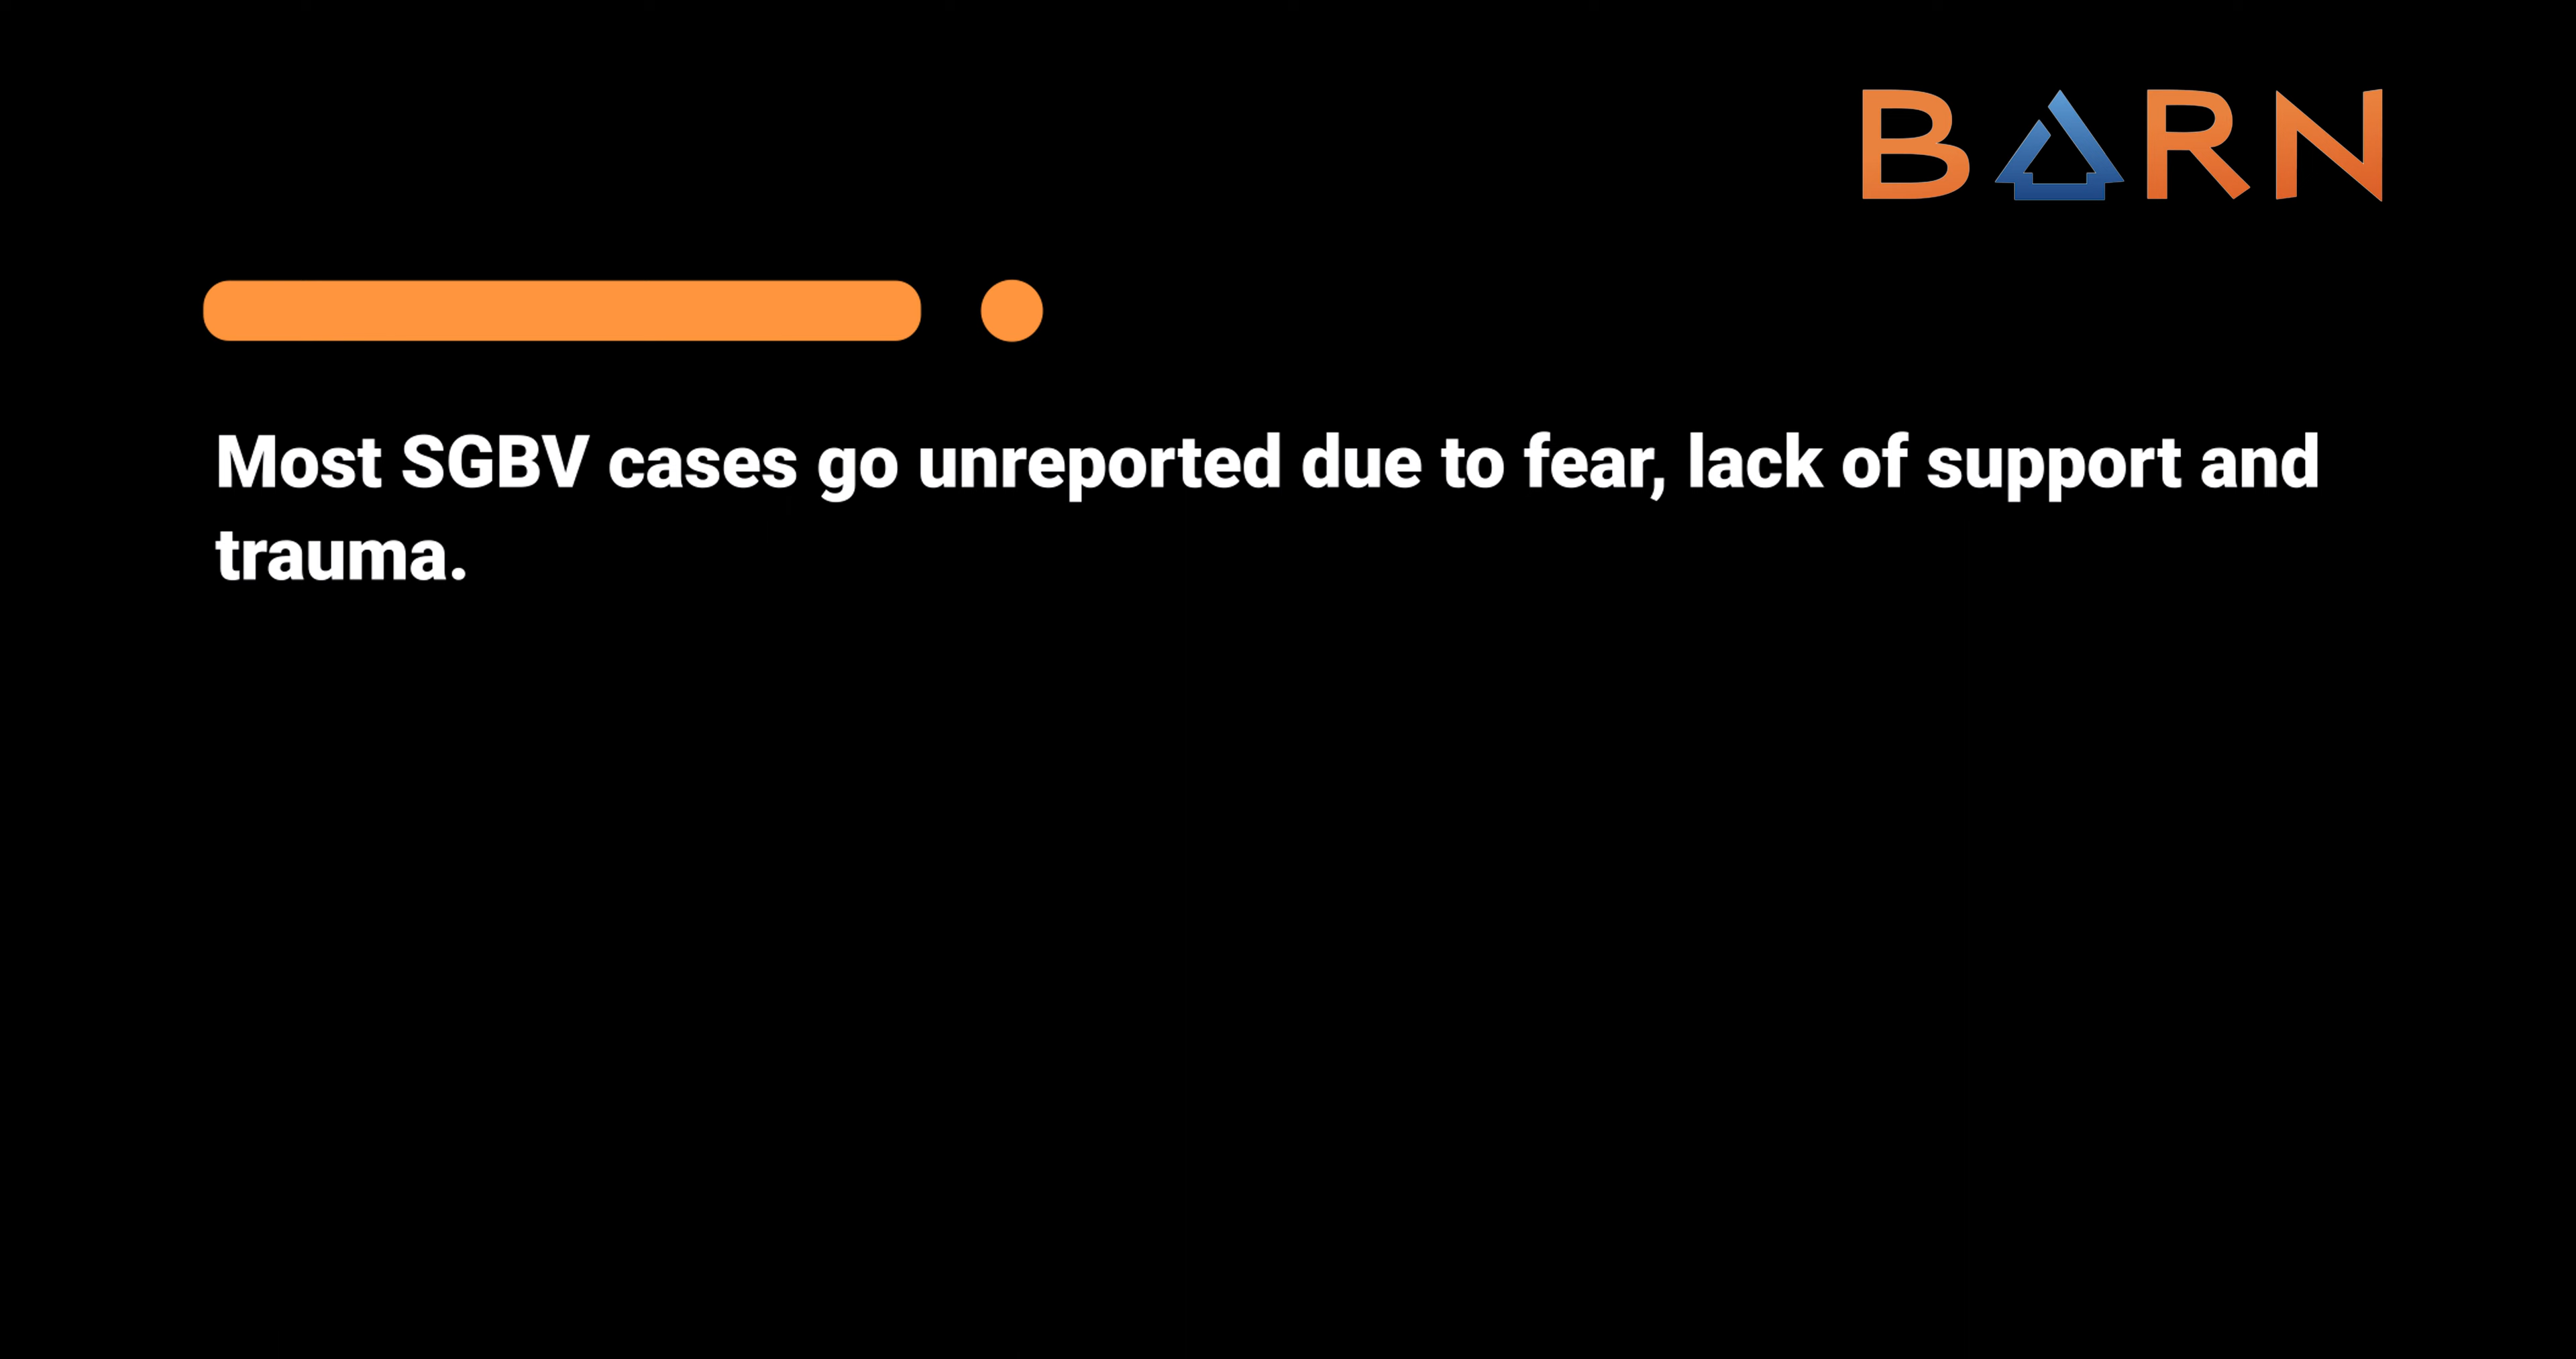 BARN
Most SGBV cases go unreported due to fear, lack of support and
trauma.